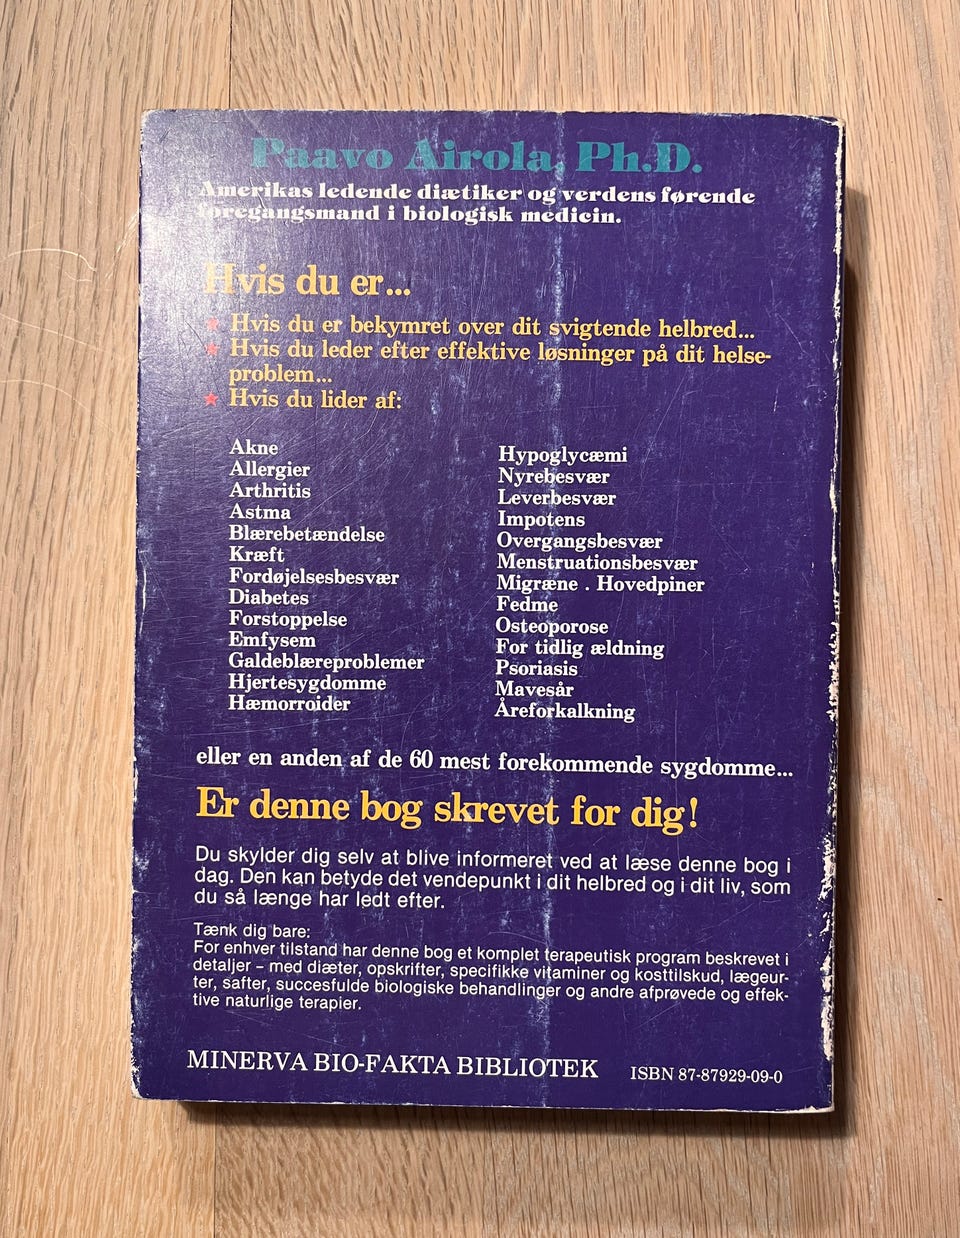 Paavo Airola, Ph.D.
Amerikas ledende diætiker og verdens førende
foregangsmand i biologisk medicin.
Hvis du er...
Hvis du er bekymret over dit svigtende helbred...
Hvis du leder efter effektive løsninger på dit helse-
problem...
Hvis du lider af:
Akne
Allergier
Arthritis
Astma
Blærebetændelse
Kræft
Fordøjelsesbesvær
Diabetes
Forstoppelse
Emfysem
Galdeblæreproblemer
Hjertesygdomme
Hæmorroider
Hypoglycæmi
Nyrebesvær
Leverbesvær
Impotens
Overgangsbesvær
Menstruationsbesvær
Migræne . Hovedpiner
Fedme
Osteoporose
For tidlig ældning
Psoriasis
Mavesår
Åreforkalkning
eller en anden af de 60 mest forekommende sygdomme...
Er denne bog skrevet for dig!
Du skylder dig selv at blive informeret ved at læse denne bog i
dag. Den kan betyde det vendepunkt i dit helbred og i dit liv, som
du så længe har ledt efter.
Tænk dig bare:
For enhver tilstand har denne bog et komplet terapeutisk program beskrevet i
detaljer – med diæter, opskrifter, specifikke vitaminer og kosttilskud, lægeur-
ter, safter, succesfulde biologiske behandlinger og andre afprøvede og effek-
tive naturlige terapier.
MINERVA BIO-FAKTA BIBLIOTEK
ISBN 87-87929-09-0